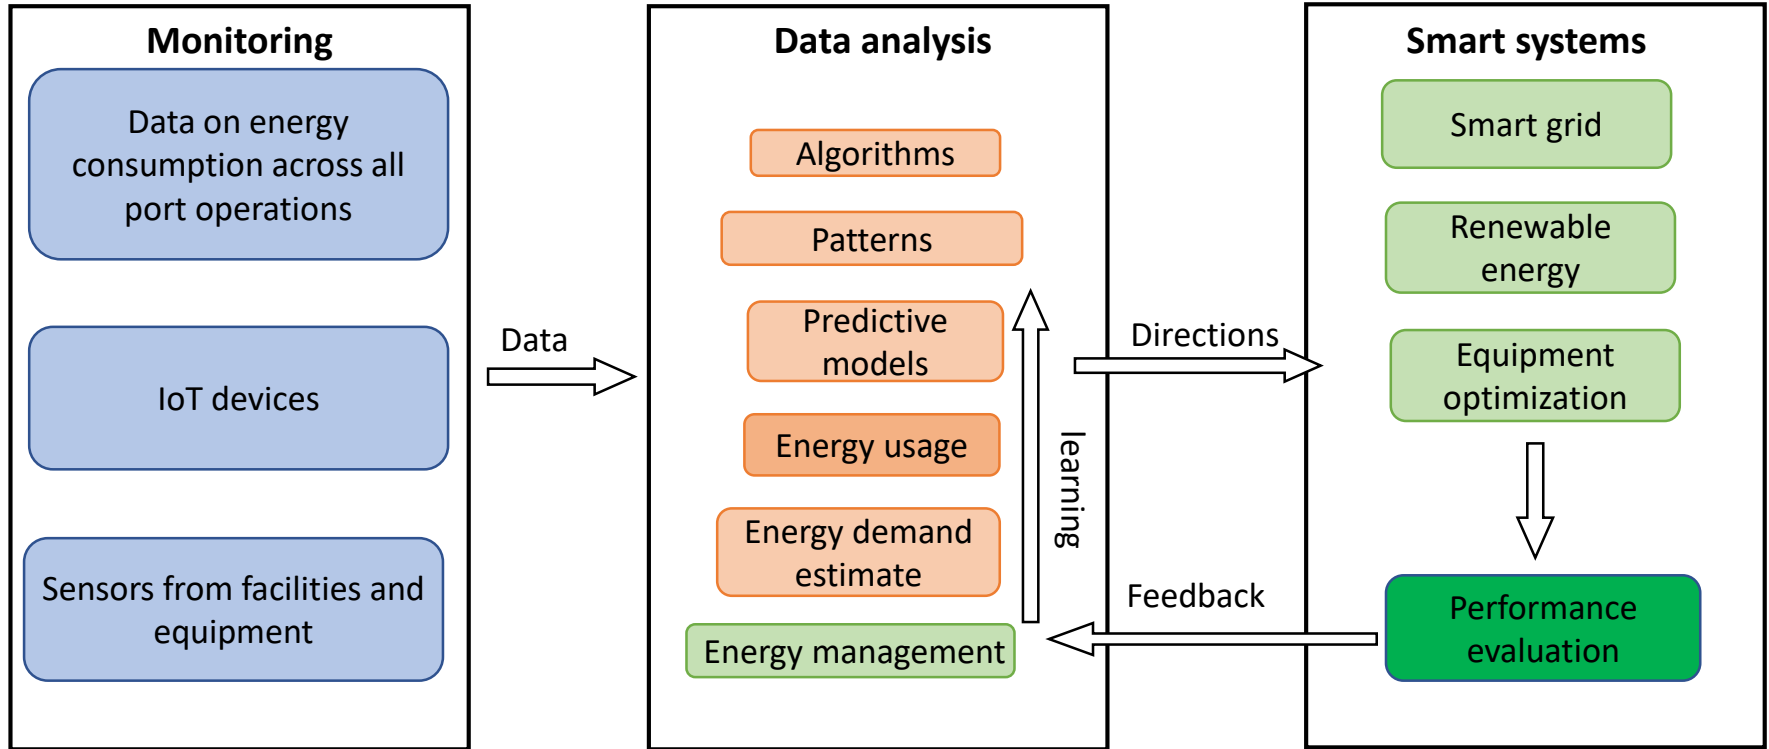 Monitoring
Data on energy
consumption across all
port operations
IoT devices
Sensors from facilities and
equipment
Data
Data analysis
Algorithms
Patterns
Predictive
models
Energy usage
Energy demand
estimate
Energy management
learning
Directions
Feedback
Smart systems
Smart grid
Renewable
energy
Equipment
optimization
Performance
evaluation